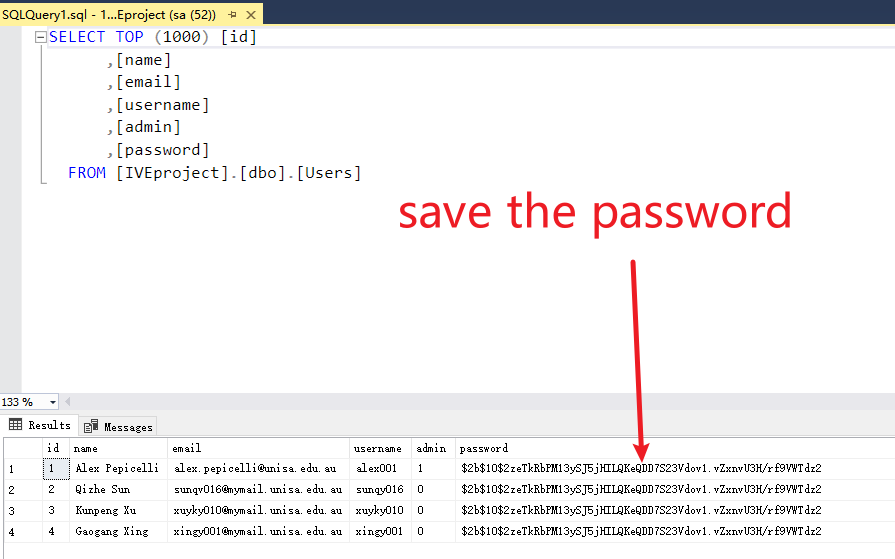 SQLQuery1.sql - 1...Eproject (sa (52))
SELECT TOP (1000) [id]
,[name]
,[email]
,[username]
,[admin]
,[password]
FROM [IVEproject].[dbo].[Users]
save the password
133 %
Results Messages
id name email username admin password
1 1 Alex Pepicelli alex.pepicelli@unisa.edu.au alex001 1 $2b$10$2zeTkRbPM13ySJ5jHILQKeQDD7S23Vdov1.vZxnvU3H/rf9VWTdz2
2 2 Qizhe Sun sunqv016@mymail.unisa.edu.au sunqy016 0 $2b$10$2zeTkRbPM13ySJ5jHILQKeQDD7S23Vdov1.vZxnvU3H/rf9VWTdz2
3 3 Kunpeng Xu xuyky010@mymail.unisa.edu.au xuyky010 0 $2b$10$2zeTkRbPM13ySJ5jHILQKeQDD7S23Vdov1.vZxnvU3H/rf9VWTdz2
4 4 Gaogang Xing xingy001@mymail.unisa.edu.au xingy001 0 $2b$10$2zeTkRbPM13ySJ5jHILQKeQDD7S23Vdov1.vZxnvU3H/rf9VWTdz2